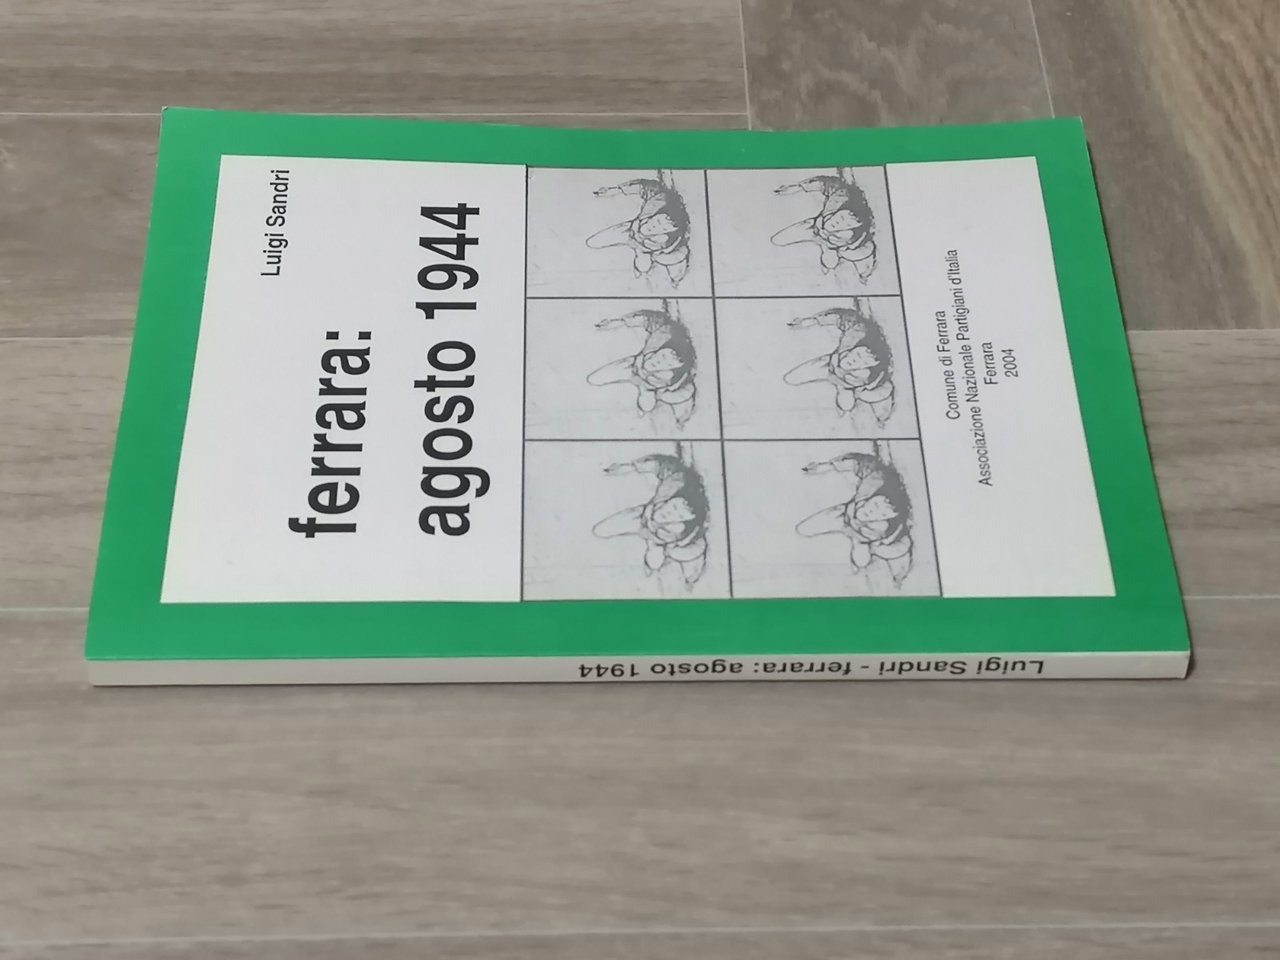 Luigi Sandri
ferrara:
agosto 1944
Comune di Ferrara
Associazione Nazionale Partigiani d'Italia
Ferrara
2004
Luigi Sandri - ferrara: agosto 1944